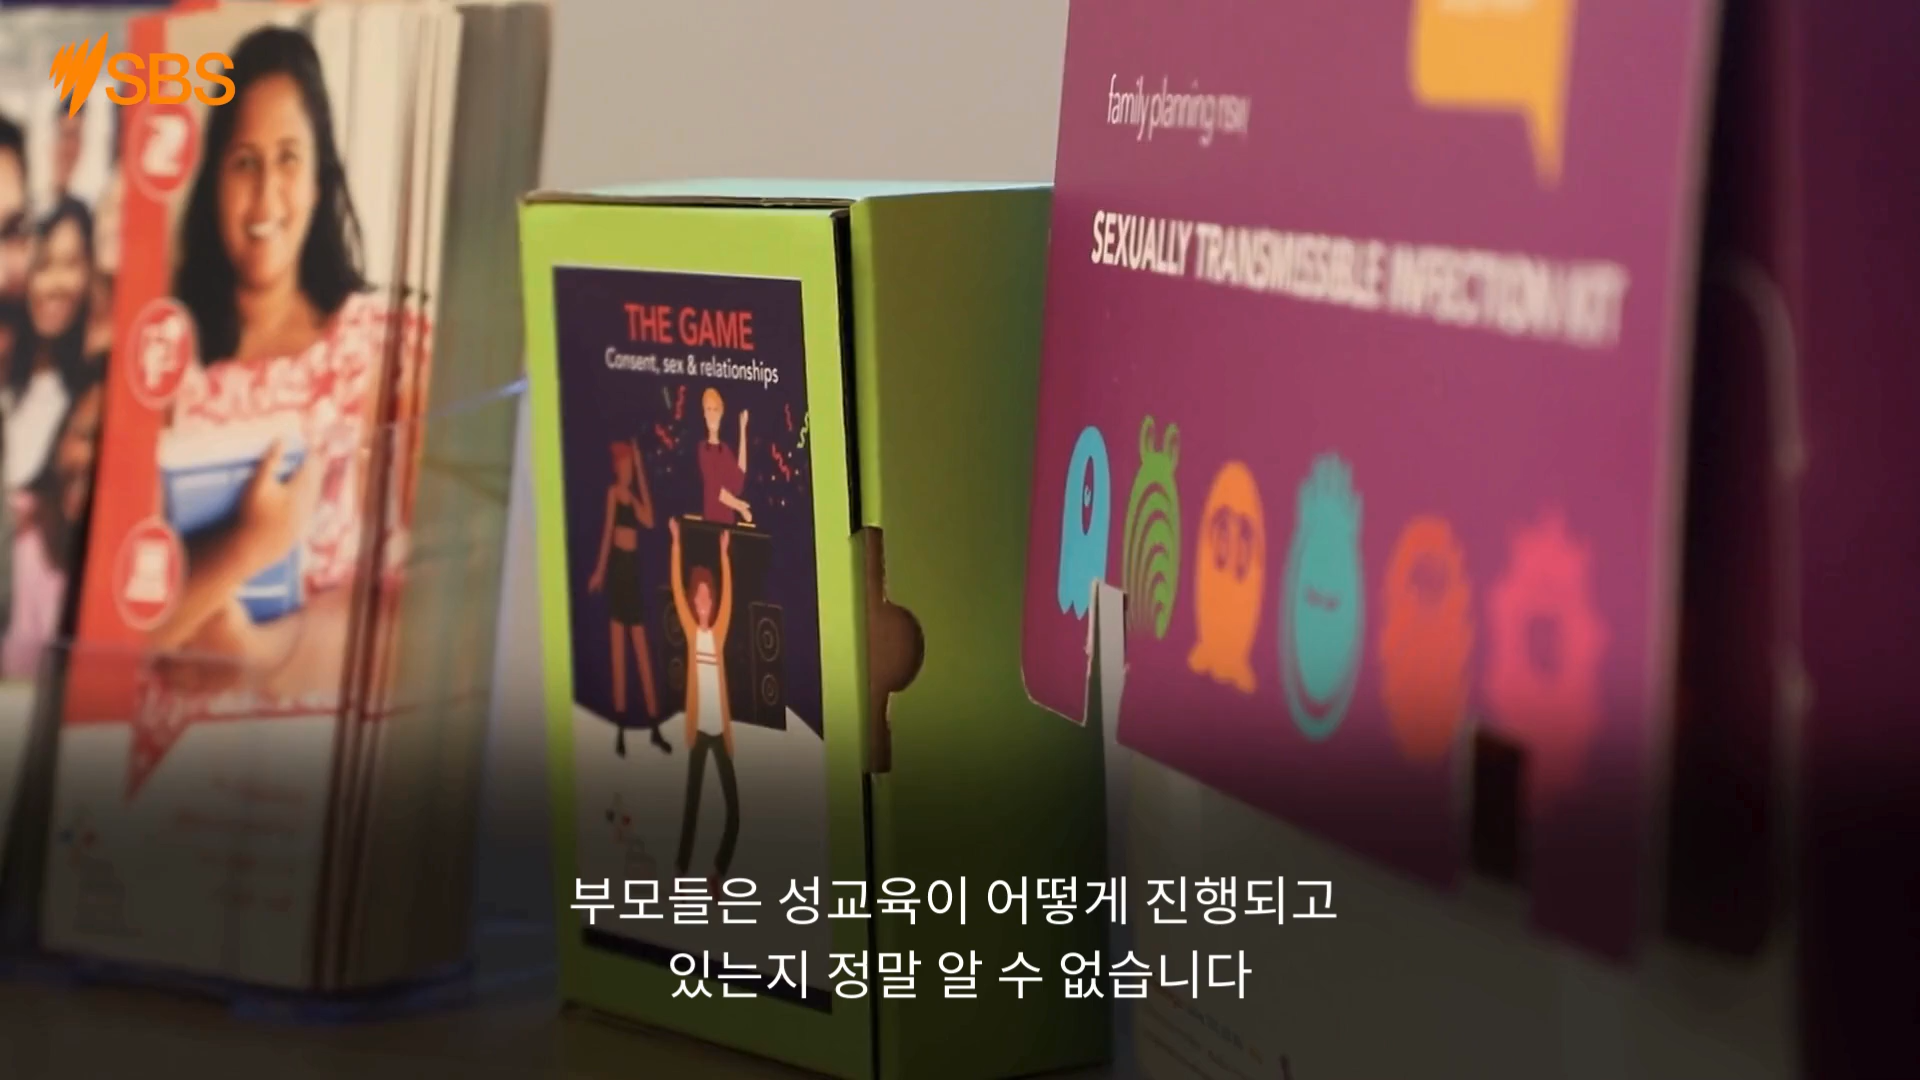 SBS
family planning nsw
SEXUALLY TRANSMISSIBLE INFECTION KIT
THE GAME
Consent, sex & relationships
부모들은 성교육이 어떻게 진행되고
있는지 정말 알 수 없습니다